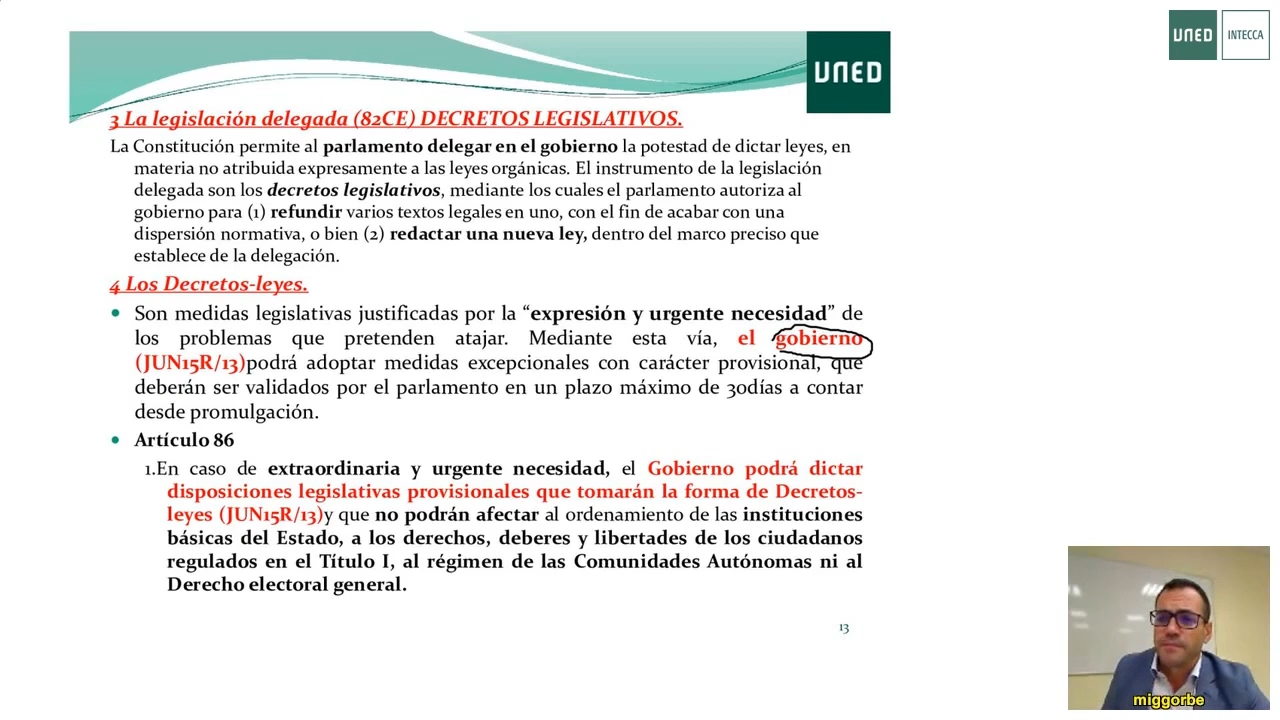 UNED
INTECCA
UNED
3 La legislación delegada (82CE) DECRETOS LEGISLATIVOS.
La Constitución permite al parlamento delegar en el gobierno la potestad de dictar leyes, en
materia no atribuida expresamente a las leyes orgánicas. El instrumento de la legislación
delegada son los decretos legislativos, mediante los cuales el parlamento autoriza al
gobierno para (1) refundir varios textos legales en uno, con el fin de acabar con una
dispersión normativa, o bien (2) redactar una nueva ley, dentro del marco preciso que
establece de la delegación.
4 Los Decretos-leyes.
• Son medidas legislativas justificadas por la “expresión y urgente necesidad” de
los problemas que pretenden atajar. Mediante esta vía, el gobierno
(JUN15R/13)podrá adoptar medidas excepcionales con carácter provisional, que
deberán ser validados por el parlamento en un plazo máximo de 30días a contar
desde promulgación.
• Artículo 86
1.En caso de extraordinaria y urgente necesidad, el Gobierno podrá dictar
disposiciones legislativas provisionales que tomarán la forma de Decretos-
leyes (JUN15R/13)y que no podrán afectar al ordenamiento de las instituciones
básicas del Estado, a los derechos, deberes y libertades de los ciudadanos
regulados en el Título I, al régimen de las Comunidades Autónomas ni al
Derecho electoral general.
13
miggorbe